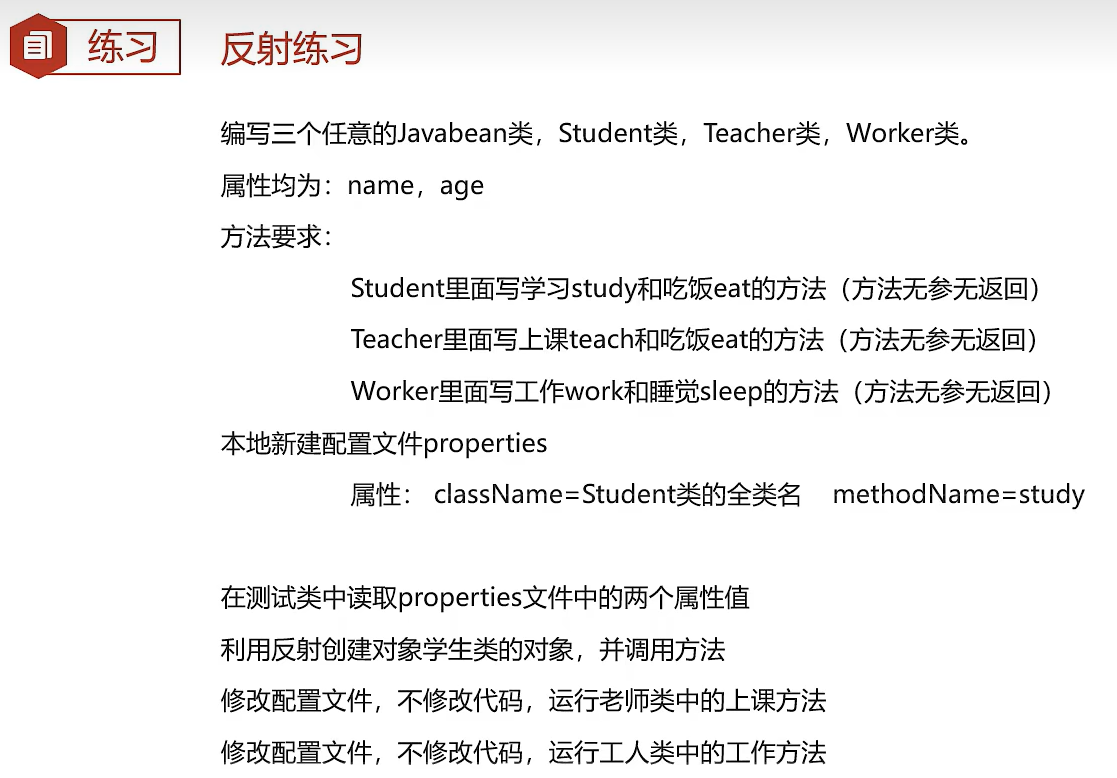 练习
反射练习
编写三个任意的Javabean类，Student类，Teacher类，Worker类。
属性均为：name，age
方法要求：
Student里面写学习study和吃饭eat的方法（方法无参无返回）
Teacher里面写上课teach和吃饭eat的方法（方法无参无返回）
Worker里面写工作work和睡觉sleep的方法（方法无参无返回）
本地新建配置文件properties
属性： className=Student类的全类名 methodName=study
在测试类中读取properties文件中的两个属性值
利用反射创建对象学生类的对象，并调用方法
修改配置文件，不修改代码，运行老师类中的上课方法
修改配置文件，不修改代码，运行工人类中的工作方法